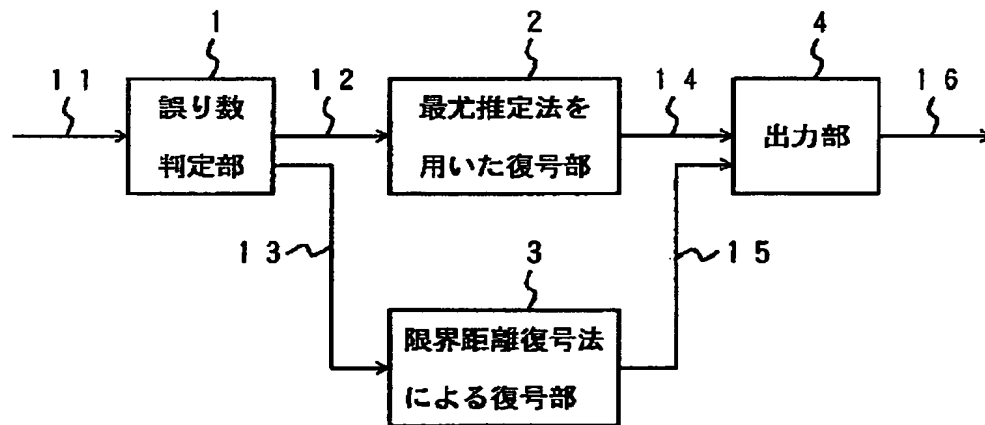 1
2
4
11
12
14
16
誤り数
判定部
最尤推定法を
用いた復号部
出力部
13
3
15
限界距離復号法
による復号部